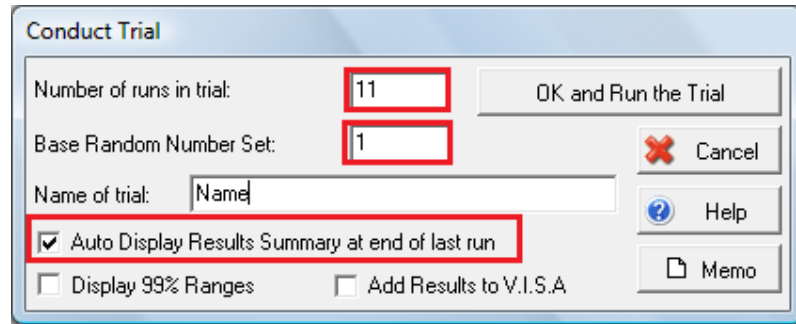 Conduct Trial
Number of runs in trial: 11 OK and Run the Trial
Base Random Number Set: 1 Cancel
Name of trial: Name Help
Auto Display Results Summary at end of last run
Display 99% Ranges Add Results to V.I.S.A Memo